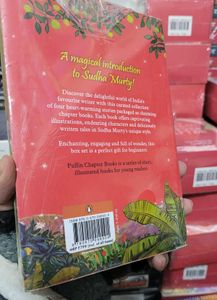 A magical introduction
to Sudha Murty!
Discover the delightful world of India's
favourite writer with this curated collection
of four heart-warming stories packaged as charming
chapter books. Each book offers captivating
illustrations, endearing characters and delicately
written tales in Sudha Murty's unique style.
Enchanting, engaging and full of wonder, this
box set is a perfect gift for beginners.
Puffin Chapter Books is a series of short,
illustrated books for young readers.